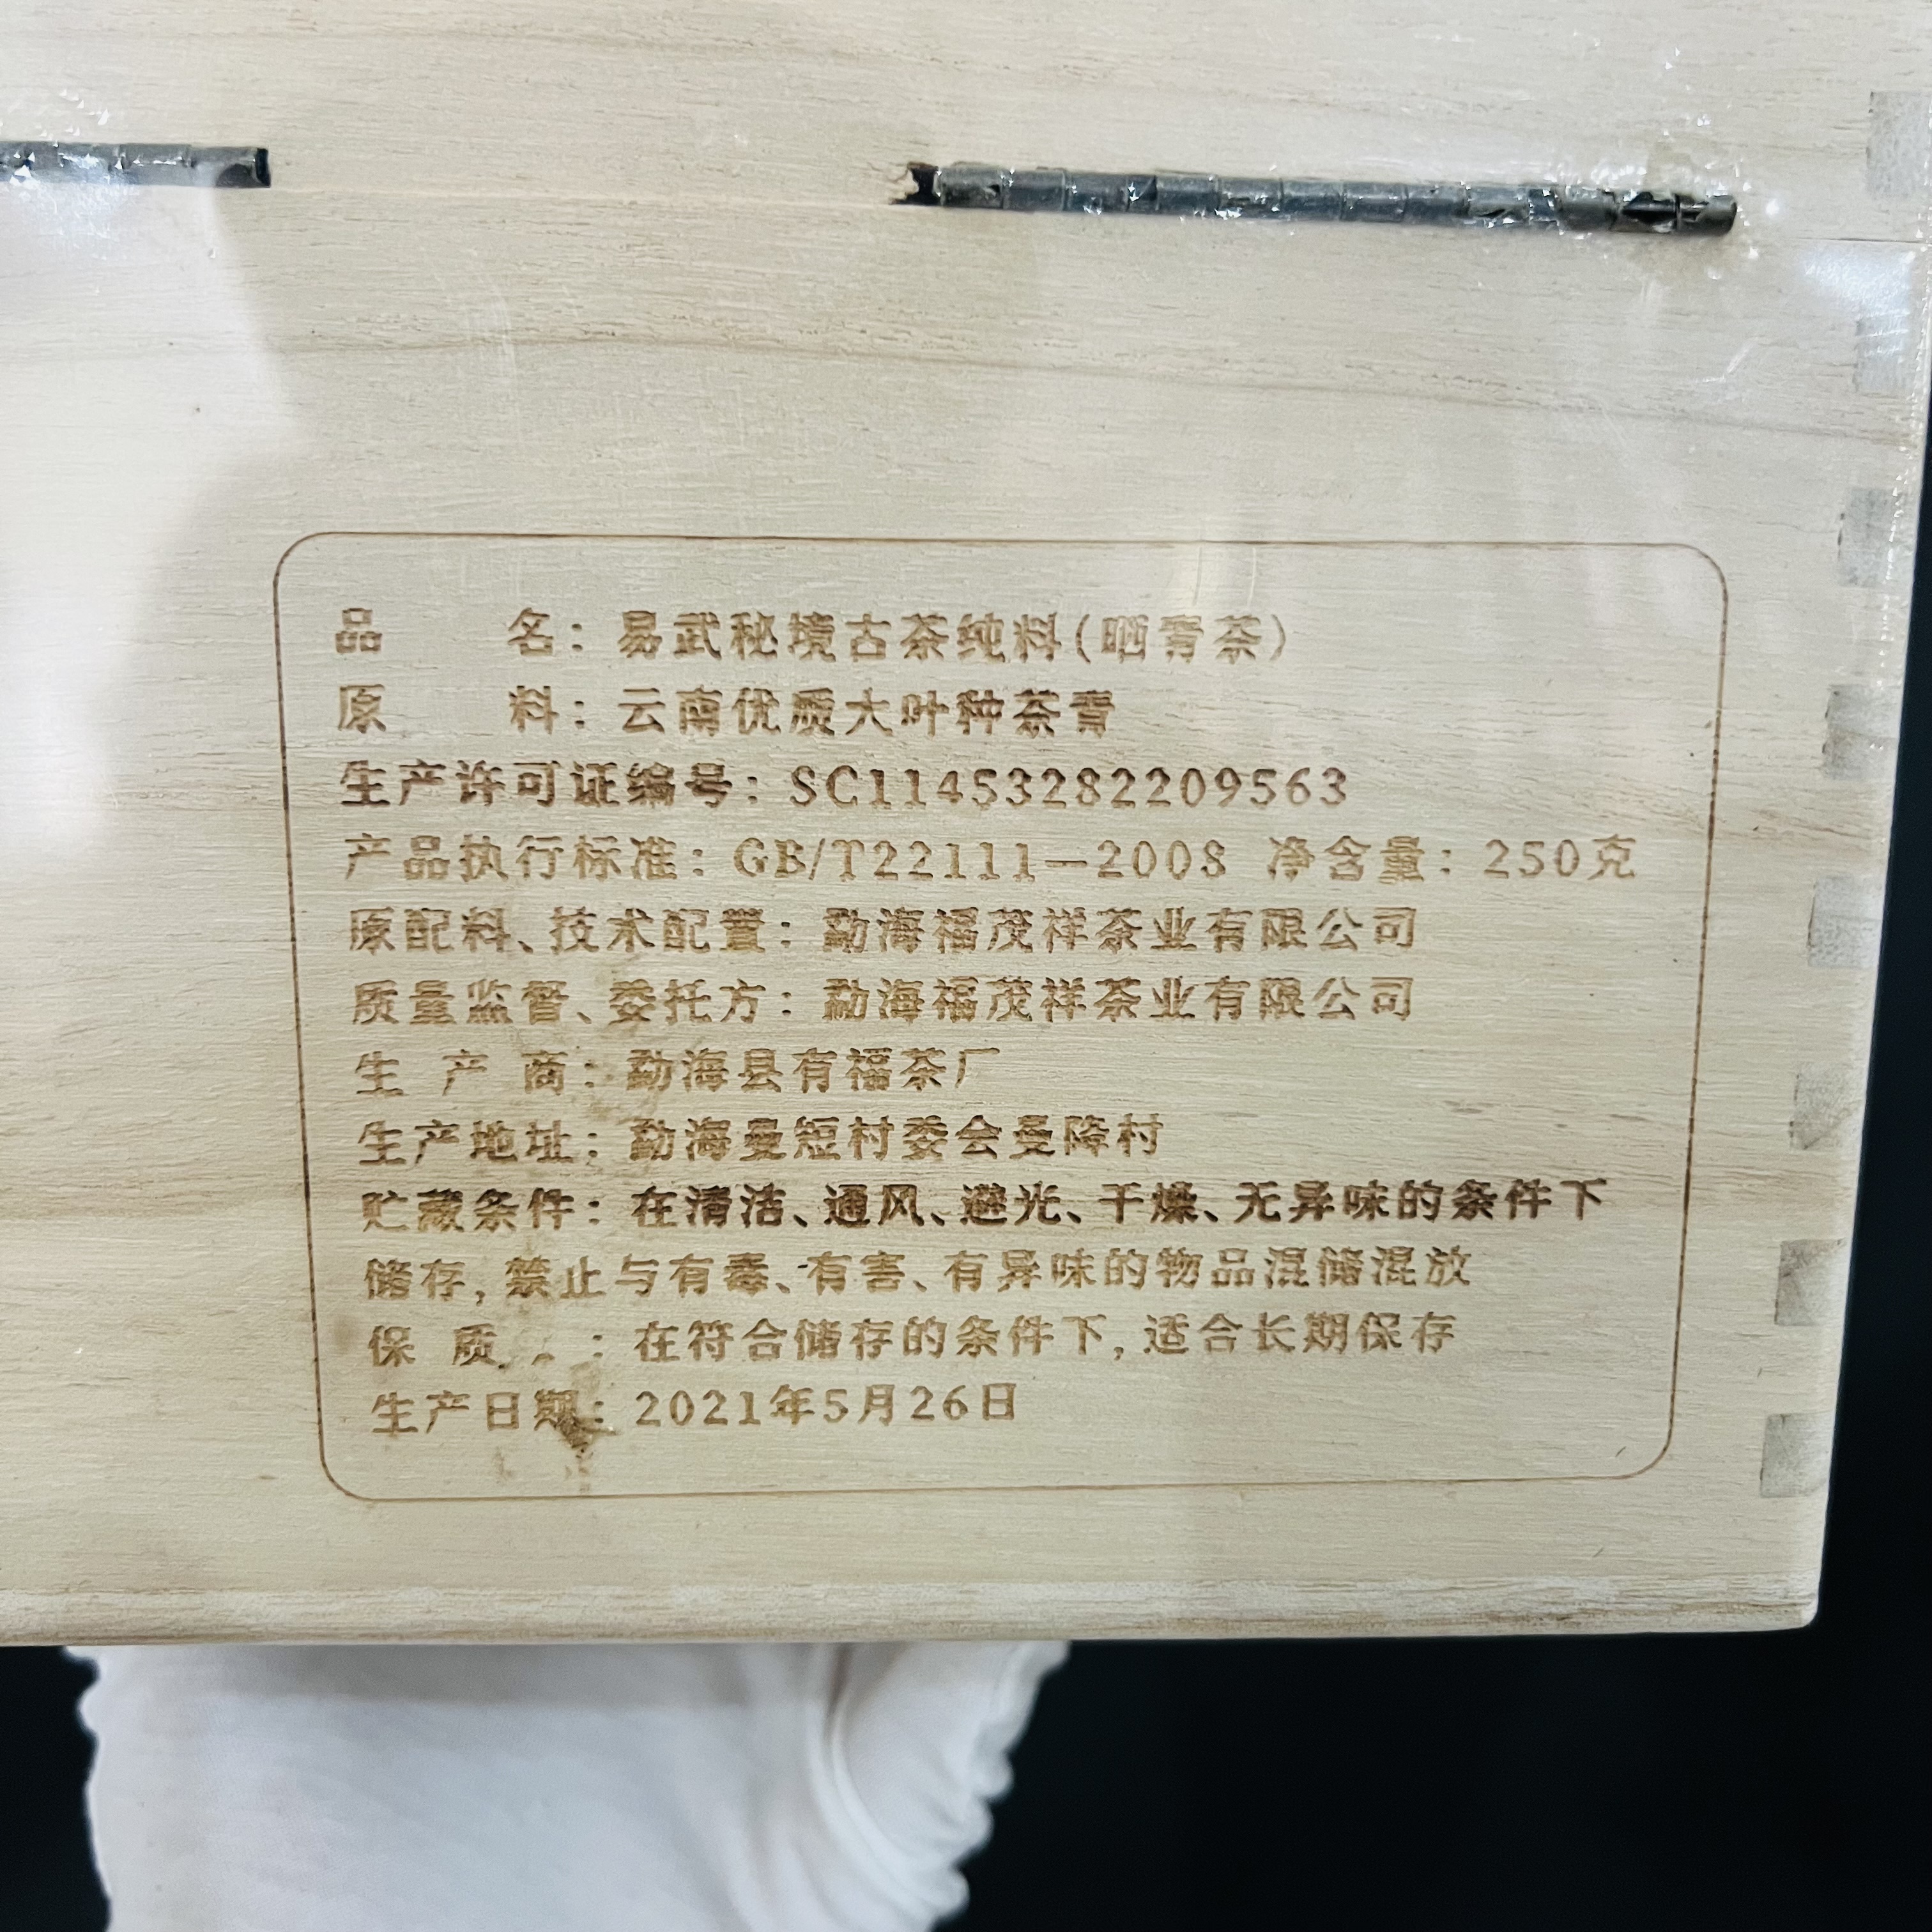 品 名：易武秘境古茶纯料(晒青茶)
原 料：云南优质大叶种茶青
生产许可证编号：SC11453282209563
产品执行标准：GB/T22111—2008 净含量：250克
原配料、技术配置：勐海福茂祥茶业有限公司
质量监督、委托方：勐海福茂祥茶业有限公司
生 产 商：勐海县有福茶厂
生产地址：勐海曼短村委会曼降村
贮藏条件：在清洁、通风、避光、干燥、无异味的条件下
储存，禁止与有毒、有害、有异味的物品混储混放
保 质 ：在符合储存的条件下，适合长期保存
生产日期：2021年5月26日